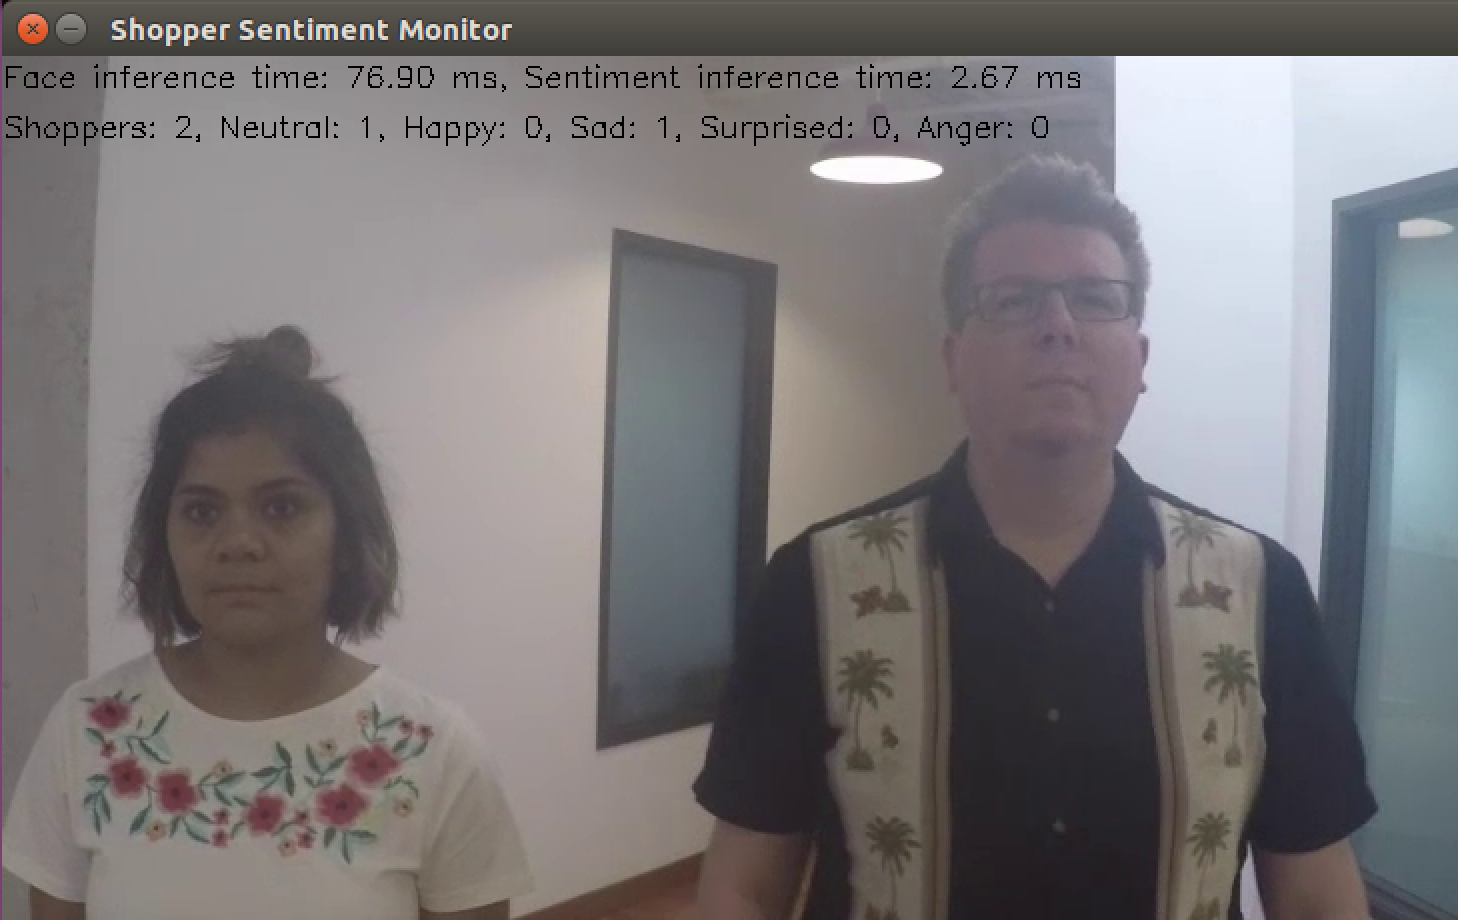 Shopper Sentiment Monitor
Face inference time: 76.90 ms, Sentiment inference time: 2.67 ms
Shoppers: 2, Neutral: 1, Happy: 0, Sad: 1, Surprised: 0, Anger: 0